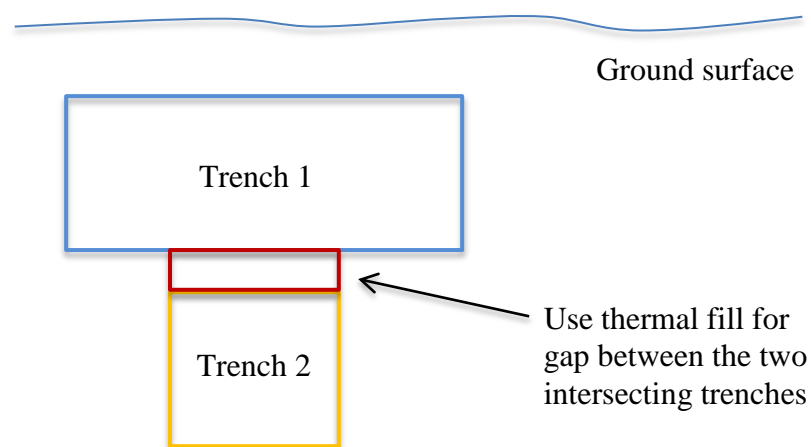 Ground surface
Trench 1
Use thermal fill for
gap between the two
intersecting trenches
Trench 2